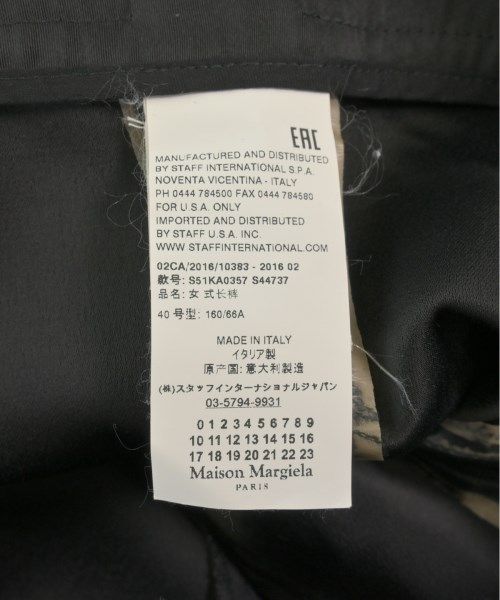 EAC
MANUFACTURED AND DISTRIBUTED
BY STAFF INTERNATIONAL S.P.A.
NOVENTA VICENTINA - ITALY
PH 0444 784500 FAX 0444 784580
FOR U.S.A. ONLY
IMPORTED AND DISTRIBUTED
BY STAFF U.S.A. INC.
WWW.STAFFINTERNATIONAL.COM
02CA/2016/10383 - 2016 02
款号: S51KA0357 S44737
品名: 女 式长裤
40 号型: 160/66A
MADE IN ITALY
イタリア製
原产国: 意大利製造
(株)スタッフインターナショナルジャパン
03-5794-9931
0 1 2 3 4 5 6 7 8 9
10 11 12 13 14 15 16
17 18 19 20 21 22 23
Maison Margiela
PARIS